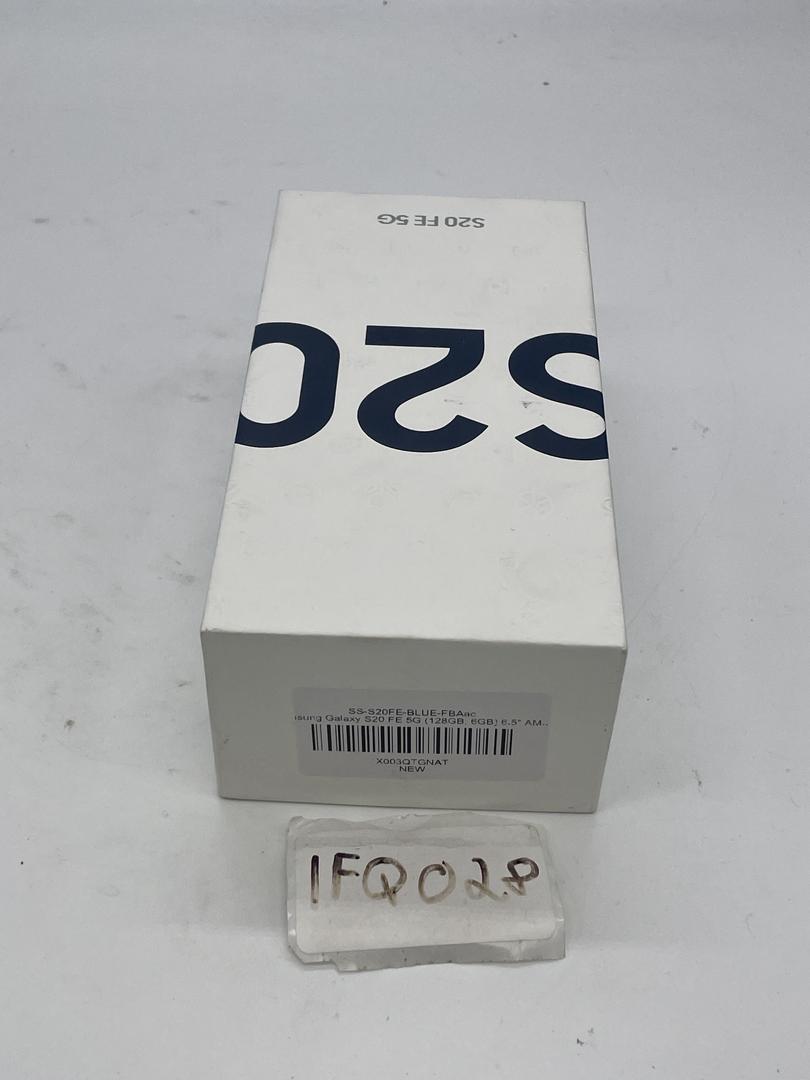 S20 FE 5G
S20
SS-S20FE-BLUE-FBAac
sung Galaxy S20 FE 5G (128GB, 6GB) 6.5" AM...
X003QTGNAT
NEW
IFQ028